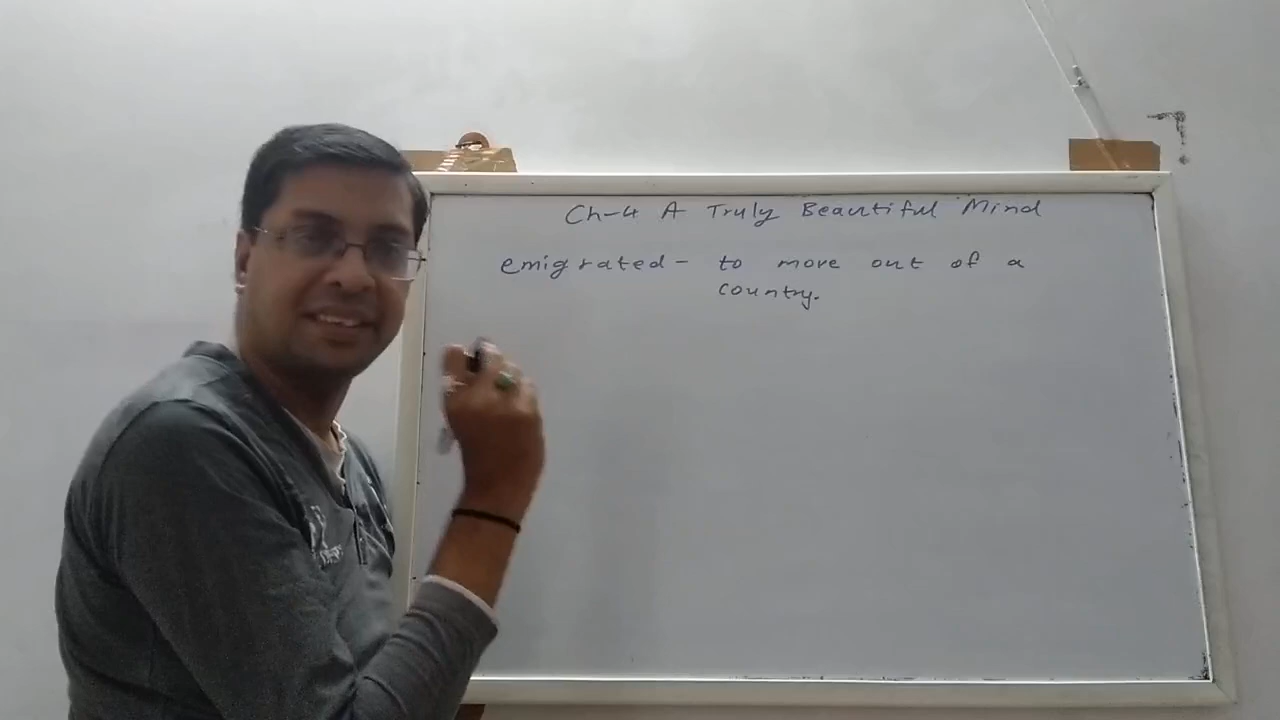 Ch-4 A Truly Beautiful Mind
emigrated - to move out of a
country.